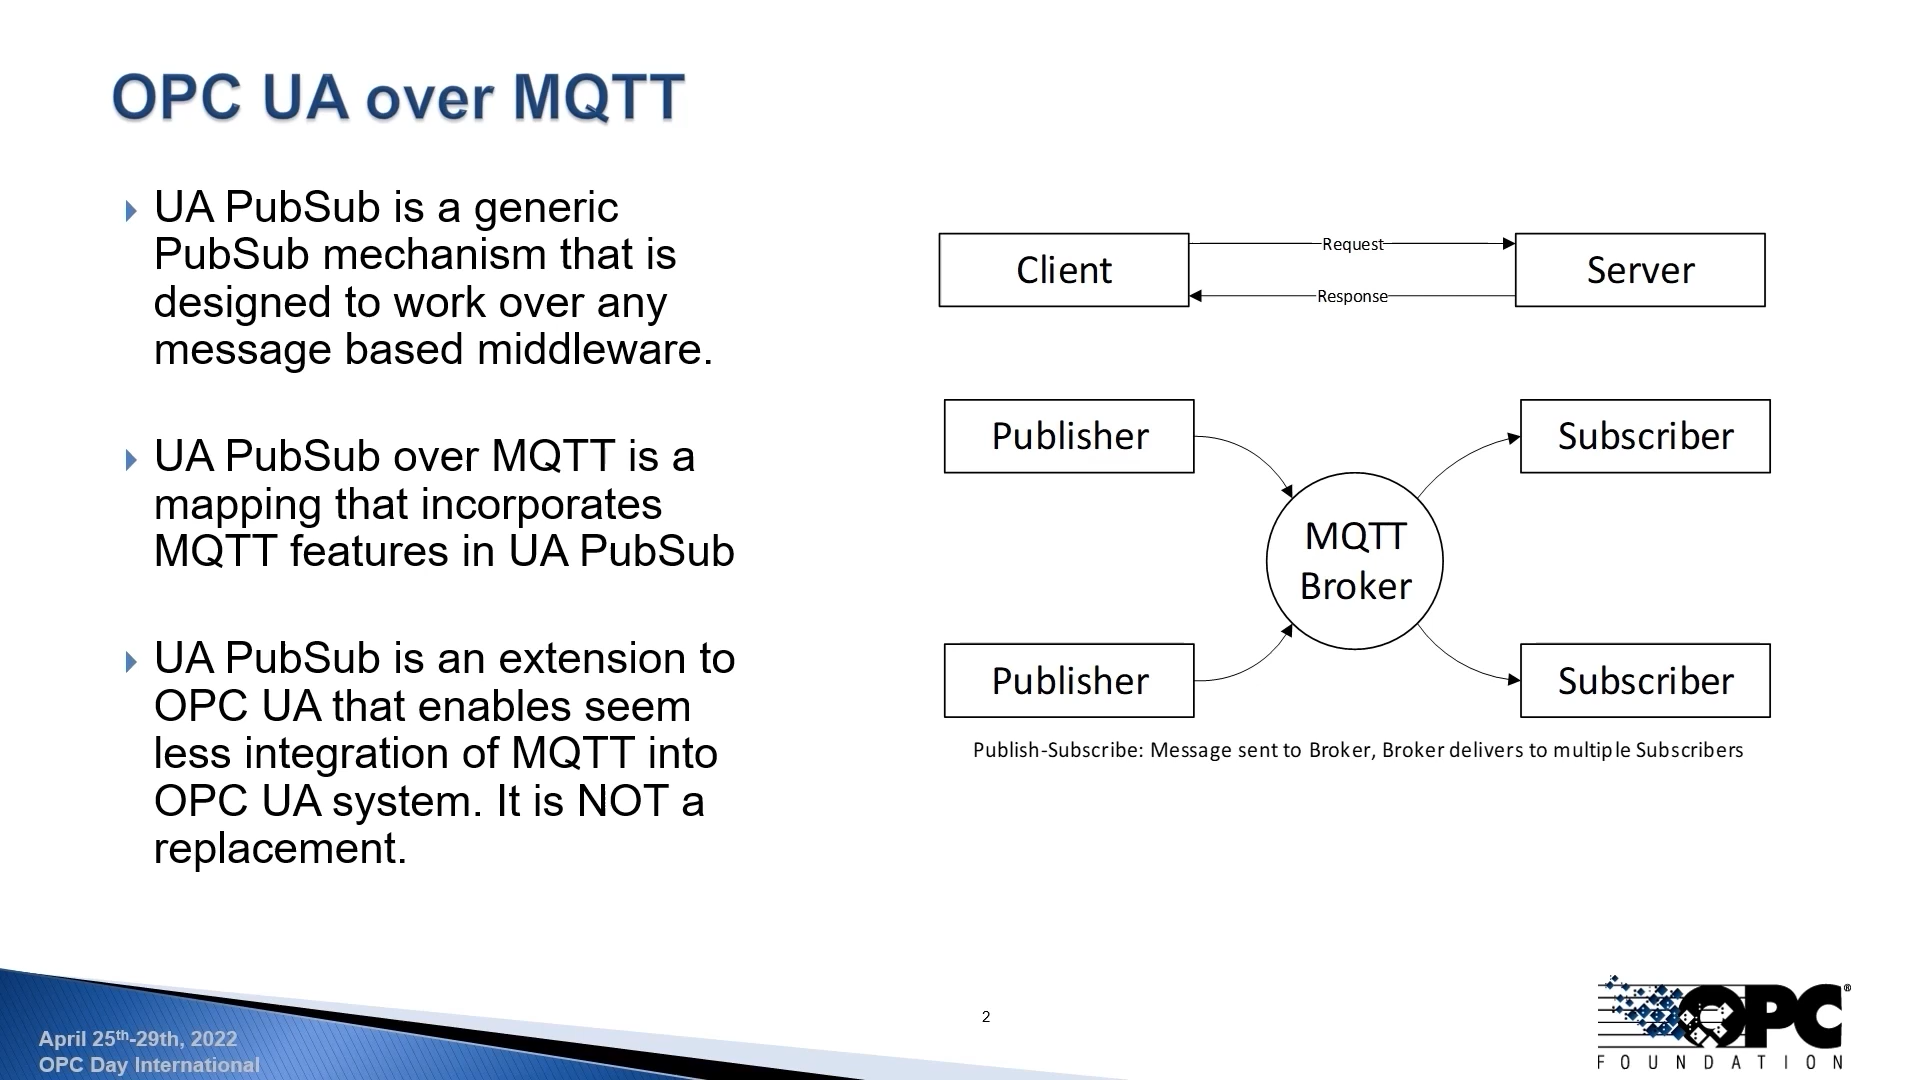 OPC UA over MQTT
UA PubSub is a generic
PubSub mechanism that is
designed to work over any
message based middleware.
UA PubSub over MQTT is a
mapping that incorporates
MQTT features in UA PubSub
UA PubSub is an extension to
OPC UA that enables seem
less integration of MQTT into
OPC UA system. It is NOT a
replacement.
Client
Request
Response
Server
Publisher
Subscriber
MQTT
Broker
Publisher
Subscriber
Publish-Subscribe: Message sent to Broker, Broker delivers to multiple Subscribers
April 25th-29th, 2022
OPC Day International
2
OPC®
FOUNDATION